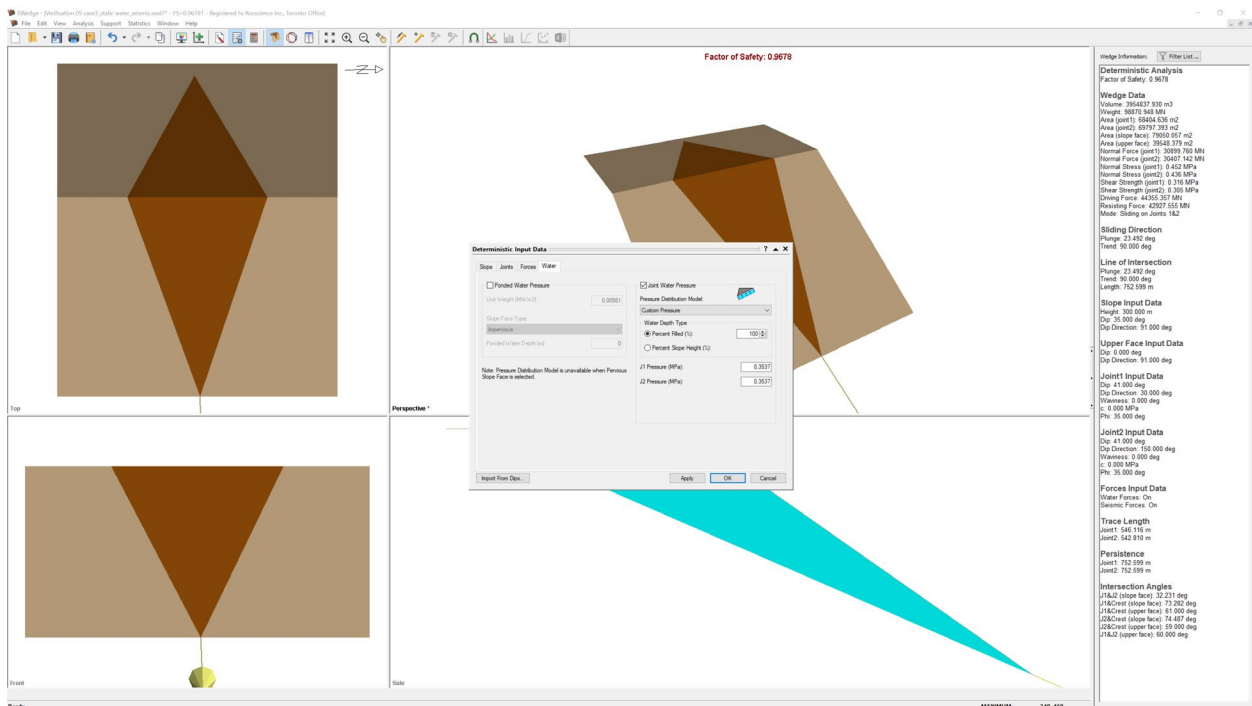 SWedge - [Verification 05-case3_static water_seismic.swd7* - FS=0.96781 - Registered to Rocscience Inc., Toronto Office]
File Edit View Analysis Support Statistics Window Help
Top
Factor of Safety: 0.9678
Perspective *
Front
Side
Deterministic Input Data
Slope Joints Forces Water
Ponded Water Pressure
Unit Weight (MN/m3): 0.00981
Slope Face Type:
Impervious
Ponded Water Depth (m): 0
Note: Pressure Distribution Model is unavailable when Pervious
Slope Face is selected.
Joint Water Pressure
Pressure Distribution Model:
Custom Pressure
Water Depth Type
Percent Filled (%): 100
Percent Slope Height (%):
J1 Pressure (MPa): 0.3537
J2 Pressure (MPa): 0.3537
Import From Dips...
Apply OK Cancel
Wedge Information: Filter List ...
Deterministic Analysis
Factor of Safety: 0.9678
Wedge Data
Volume: 3954837.930 m3
Weight: 98870.948 MN
Area (joint1): 68404.636 m2
Area (joint2): 69797.393 m2
Area (slope face): 79050.057 m2
Area (upper face): 39548.379 m2
Normal Force (joint1): 30899.760 MN
Normal Force (joint2): 30407.142 MN
Normal Stress (joint1): 0.452 MPa
Normal Stress (joint2): 0.436 MPa
Shear Strength (joint1): 0.316 MPa
Shear Strength (joint2): 0.305 MPa
Driving Force: 44355.357 MN
Resisting Force: 42927.555 MN
Mode: Sliding on Joints 1&2
Sliding Direction
Plunge: 23.492 deg
Trend: 90.000 deg
Line of Intersection
Plunge: 23.492 deg
Trend: 90.000 deg
Length: 752.599 m
Slope Input Data
Height: 300.000 m
Dip: 35.000 deg
Dip Direction: 91.000 deg
Upper Face Input Data
Dip: 0.000 deg
Dip Direction: 91.000 deg
Joint1 Input Data
Dip: 41.000 deg
Dip Direction: 30.000 deg
Waviness: 0.000 deg
c: 0.000 MPa
Phi: 35.000 deg
Joint2 Input Data
Dip: 41.000 deg
Dip Direction: 150.000 deg
Waviness: 0.000 deg
c: 0.000 MPa
Phi: 35.000 deg
Forces Input Data
Water Forces: On
Seismic Forces: On
Trace Length
Joint1: 546.116 m
Joint2: 542.810 m
Persistence
Joint1: 752.599 m
Joint2: 752.599 m
Intersection Angles
J1&J2 (slope face): 32.231 deg
J1&Crest (slope face): 73.282 deg
J1&Crest (upper face): 61.000 deg
J2&Crest (slope face): 74.487 deg
J2&Crest (upper face): 59.000 deg
J1&J2 (upper face): 60.000 deg